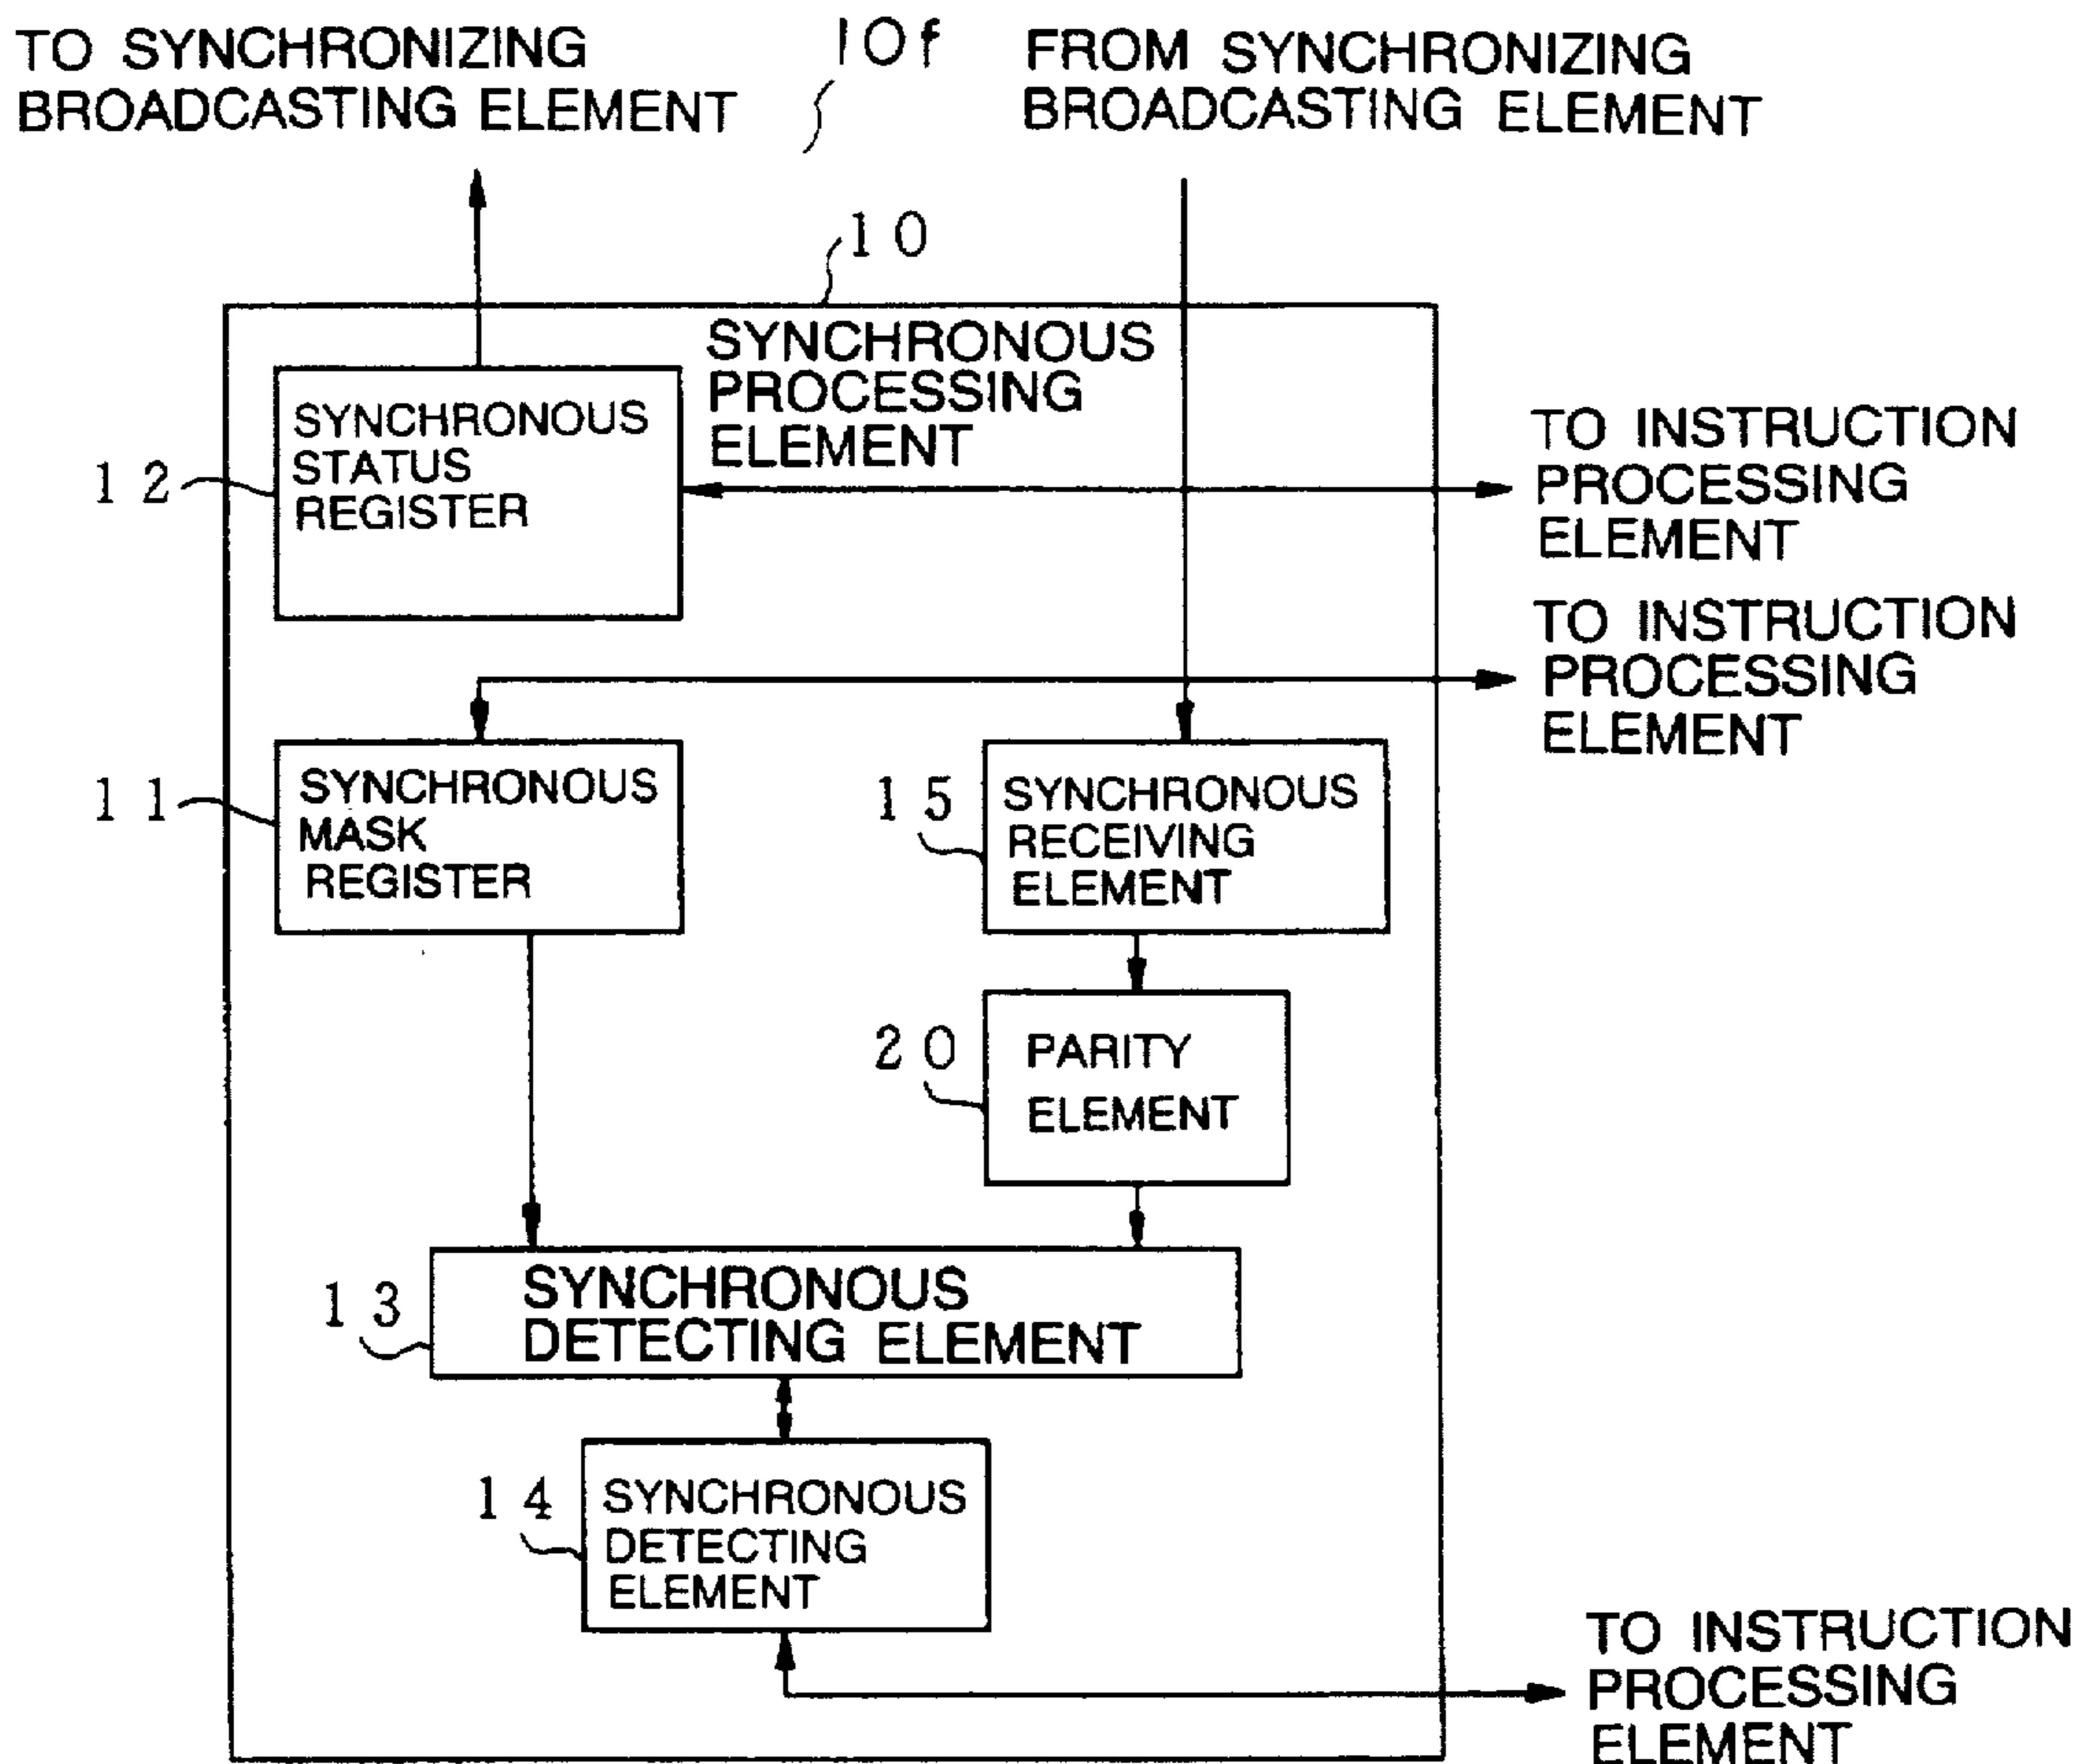 TO SYNCHRONIZING
BROADCASTING ELEMENT
10f
FROM SYNCHRONIZING
BROADCASTING ELEMENT
10
SYNCHRONOUS
PROCESSING
ELEMENT
SYNCHRONOUS
STATUS
REGISTER
12
TO INSTRUCTION
PROCESSING
ELEMENT
TO INSTRUCTION
PROCESSING
ELEMENT
11
SYNCHRONOUS
MASK
REGISTER
15
SYNCHRONOUS
RECEIVING
ELEMENT
20
PARITY
ELEMENT
13
SYNCHRONOUS
DETECTING ELEMENT
14
SYNCHRONOUS
DETECTING
ELEMENT
TO INSTRUCTION
PROCESSING
ELEMENT